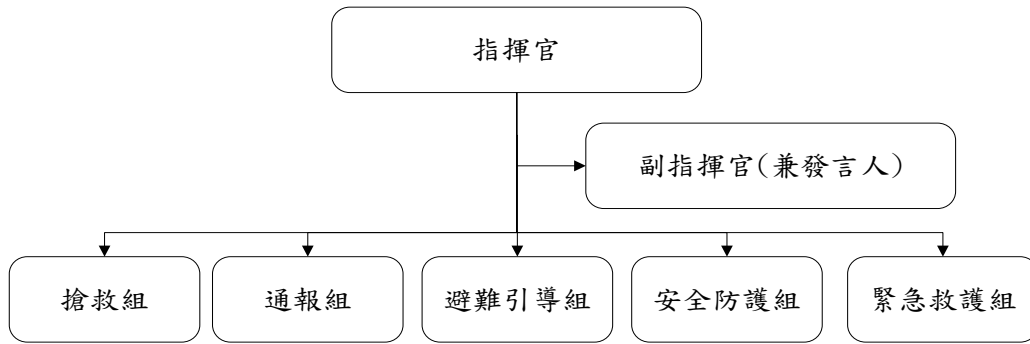 指揮官
副指揮官(兼發言人)
搶救組
通報組
避難引導組
安全防護組
緊急救護組